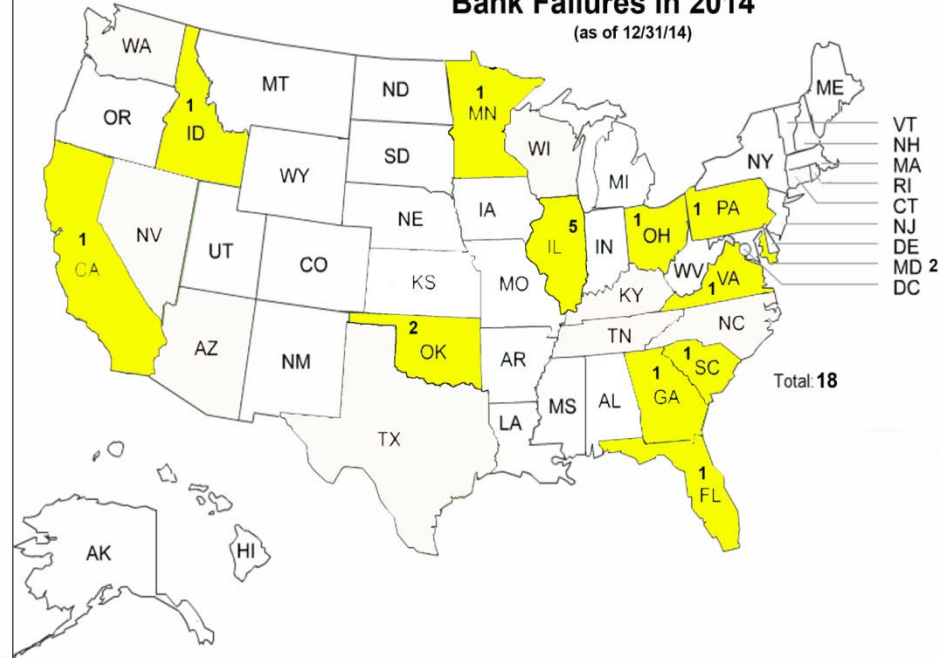 Bank Failures in 2014
(as of 12/31/14)
WA
MT
ND
1
MN
ME
OR
1
ID
VT
NH
MA
RI
CT
NJ
DE
MD 2
DC
WI
SD
NY
WY
MI
IA
NE
1
PA
1
OH
5
IL
IN
1
CA
NV
UT
CO
KS
MO
WV
1
VA
KY
NC
TN
2
OK
AZ
NM
AR
1
SC
1
GA
Total: 18
MS
AL
LA
TX
1
FL
AK
HI